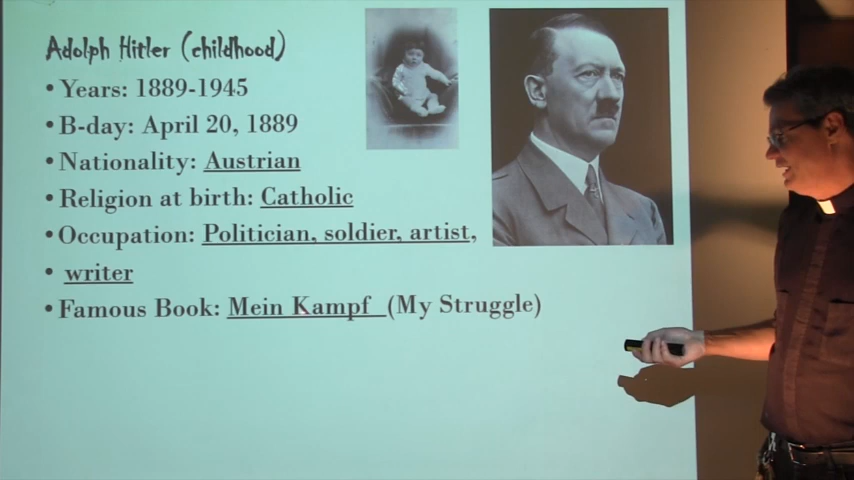 Adolph Hitler (childhood)
• Years: 1889-1945
• B-day: April 20, 1889
• Nationality: Austrian
• Religion at birth: Catholic
• Occupation: Politician, soldier, artist,
• writer
• Famous Book: Mein Kampf (My Struggle)